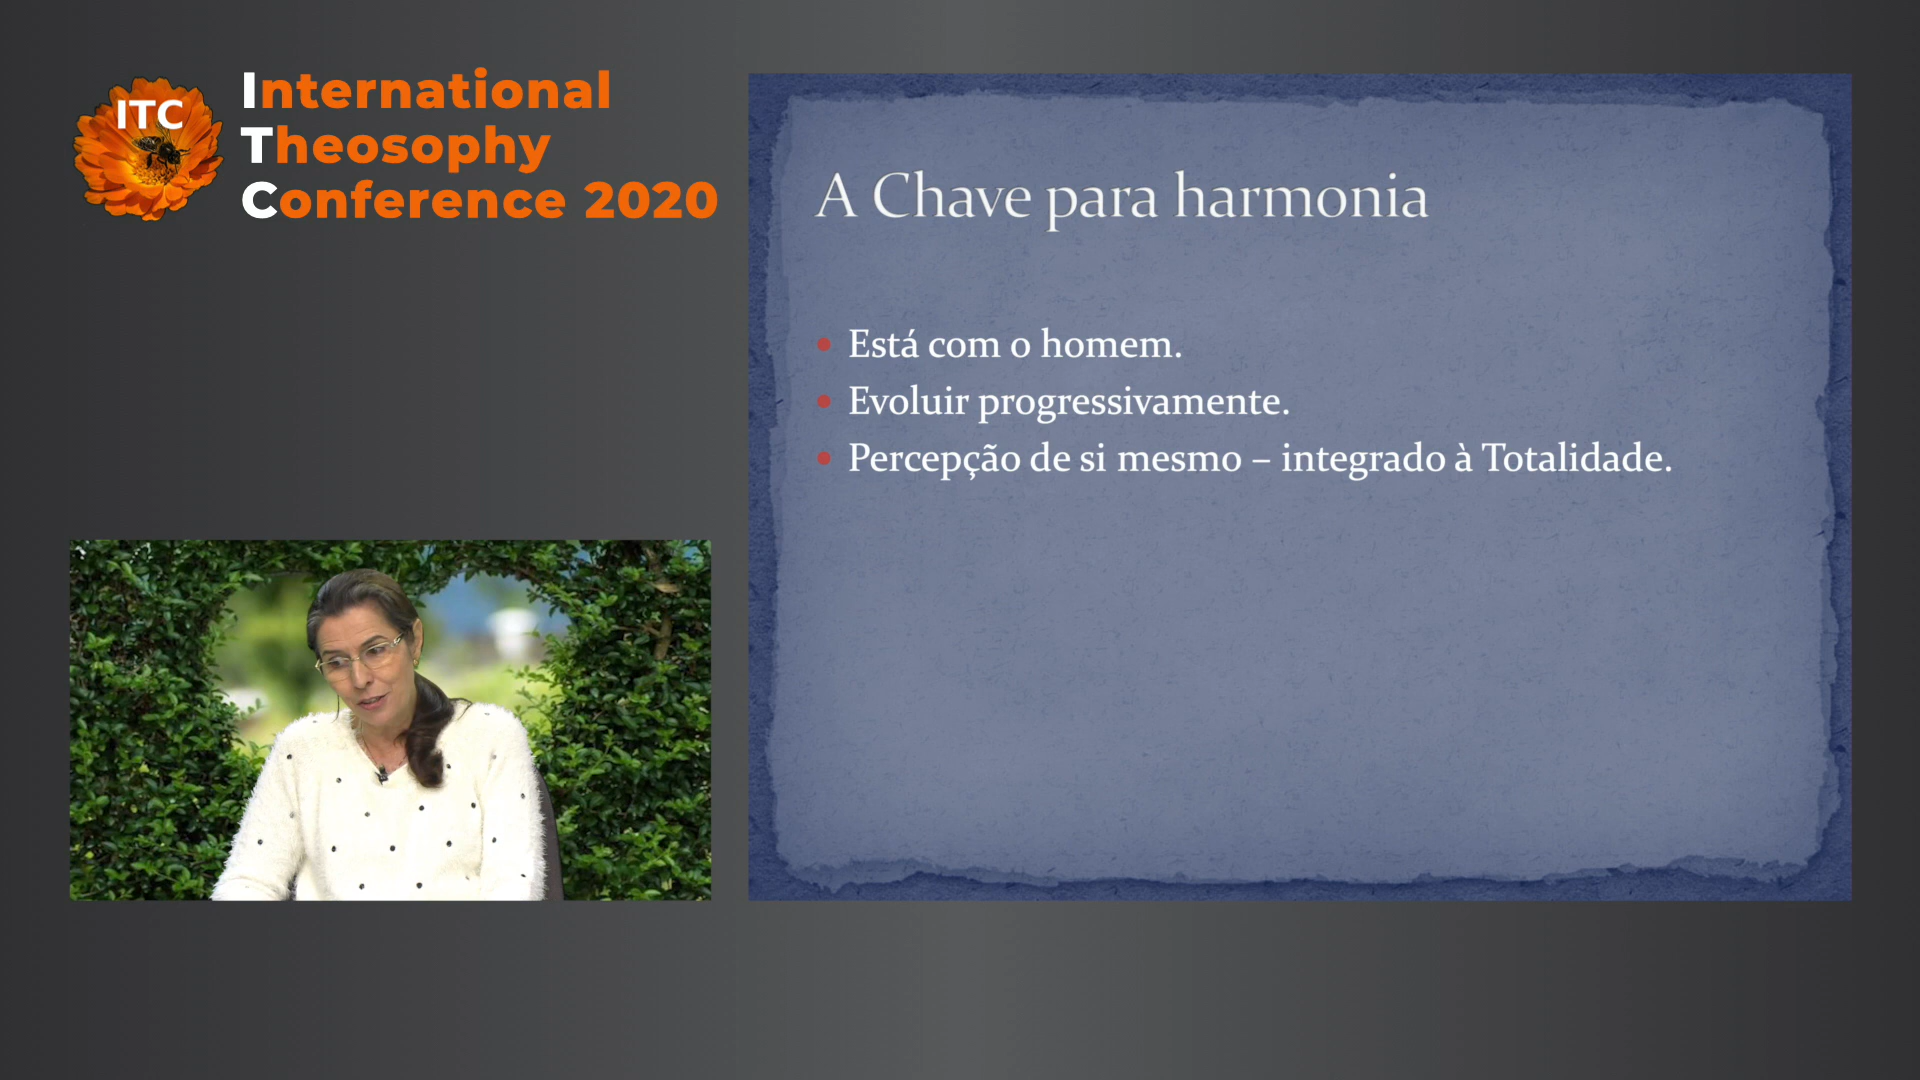 ITC
International
Theosophy
Conference 2020
A Chave para harmonia
Está com o homem.
Evoluir progressivamente.
Percepção de si mesmo – integrado à Totalidade.